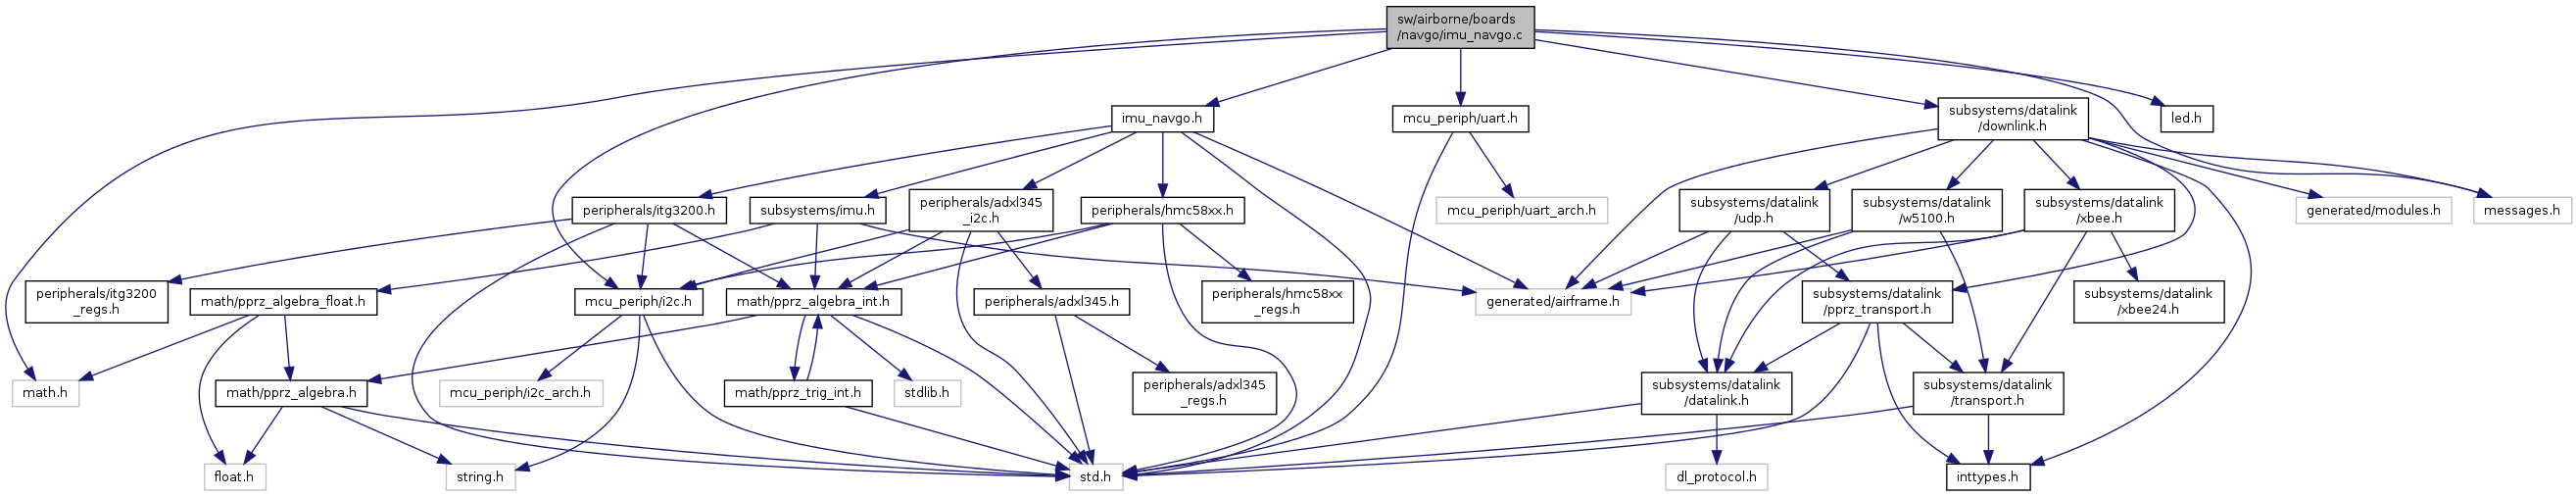 sw/airborne/boards
/navgo/imu_navgo.c
imu_navgo.h
mcu_periph/uart.h
subsystems/datalink
/downlink.h
led.h
peripherals/itg3200.h
subsystems/imu.h
peripherals/adxl345
_i2c.h
peripherals/hmc58xx.h
mcu_periph/uart_arch.h
subsystems/datalink
/udp.h
subsystems/datalink
/w5100.h
subsystems/datalink
/xbee.h
generated/modules.h
messages.h
peripherals/itg3200
_regs.h
math/pprz_algebra_float.h
mcu_periph/i2c.h
math/pprz_algebra_int.h
peripherals/adxl345.h
peripherals/hmc58xx
_regs.h
generated/airframe.h
subsystems/datalink
/pprz_transport.h
subsystems/datalink
/xbee24.h
math.h
math/pprz_algebra.h
mcu_periph/i2c_arch.h
math/pprz_trig_int.h
stdlib.h
peripherals/adxl345
_regs.h
subsystems/datalink
/datalink.h
subsystems/datalink
/transport.h
float.h
string.h
std.h
dl_protocol.h
inttypes.h